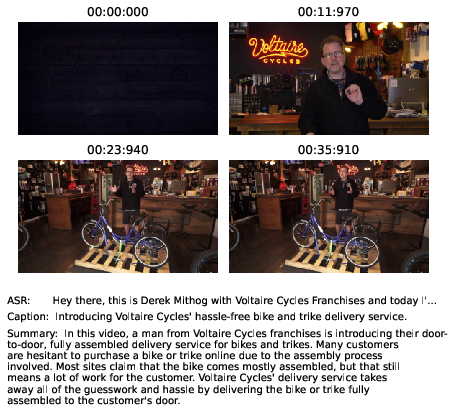 00:00:000
00:11:970
Voltaire
CYCLES
00:23:940
00:35:910
ASR: Hey there, this is Derek Mithog with Voltaire Cycles Franchises and today I'...
Caption: Introducing Voltaire Cycles' hassle-free bike and trike delivery service.
Summary: In this video, a man from Voltaire Cycles franchises is introducing their door-
to-door, fully assembled delivery service for bikes and trikes. Many customers
are hesitant to purchase a bike or trike online due to the assembly process
involved. Most sites claim that the bike comes mostly assembled, but that still
means a lot of work for the customer. Voltaire Cycles' delivery service takes
away all of the guesswork and hassle by delivering the bike or trike fully
assembled to the customer's door.